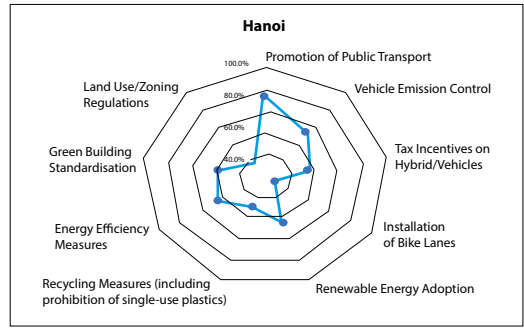 Hanoi
100.0%
80.0%
60.0%
40.0%
Promotion of Public Transport
Vehicle Emission Control
Tax Incentives on
Hybrid/Vehicles
Installation
of Bike Lanes
Renewable Energy Adoption
Recycling Measures (including
prohibition of single-use plastics)
Energy Efficiency
Measures
Green Building
Standardisation
Land Use/Zoning
Regulations